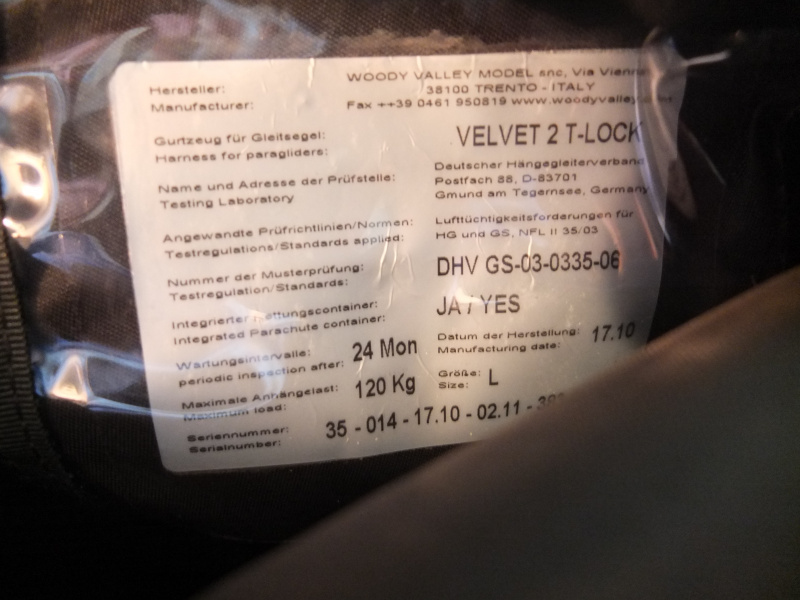 Hersteller:
Manufacturer:
WOODY VALLEY MODEL snc, Via
38100 TRENTO - ITALY
Fax ++39 0461 950819 www.woodyvalley
Gurtzeug für Gleitsegel:
Harness for paragliders:
VELVET 2 T-LOCK
Name und Adresse der Prüfstelle:
Testing Laboratory
Deutscher Hängegleiterverband
Postfach 88, D-83701
Gmund am Tegernsee, Germany
Angewandte Prüfrichtlinien/Normen:
Testregulations/Standards applied:
Lufttüchtigkeitsforderungen für
HG und GS, NFL II 35/03
Nummer der Musterprüfung:
Testregulation/Standards:
DHV GS-03-0335-06
Integrierter Rettungscontainer:
Integrated Parachute container:
JA / YES
Wartungsintervalle:
periodic inspection after:
24 Mon
Datum der Herstellung:
Manufacturing date:
17.10
Maximale Anhängelast:
Maximum load:
120 Kg
Größe:
Size:
L
Seriennummer:
Serialnumber:
35 - 014 - 17.10 - 02.11 -